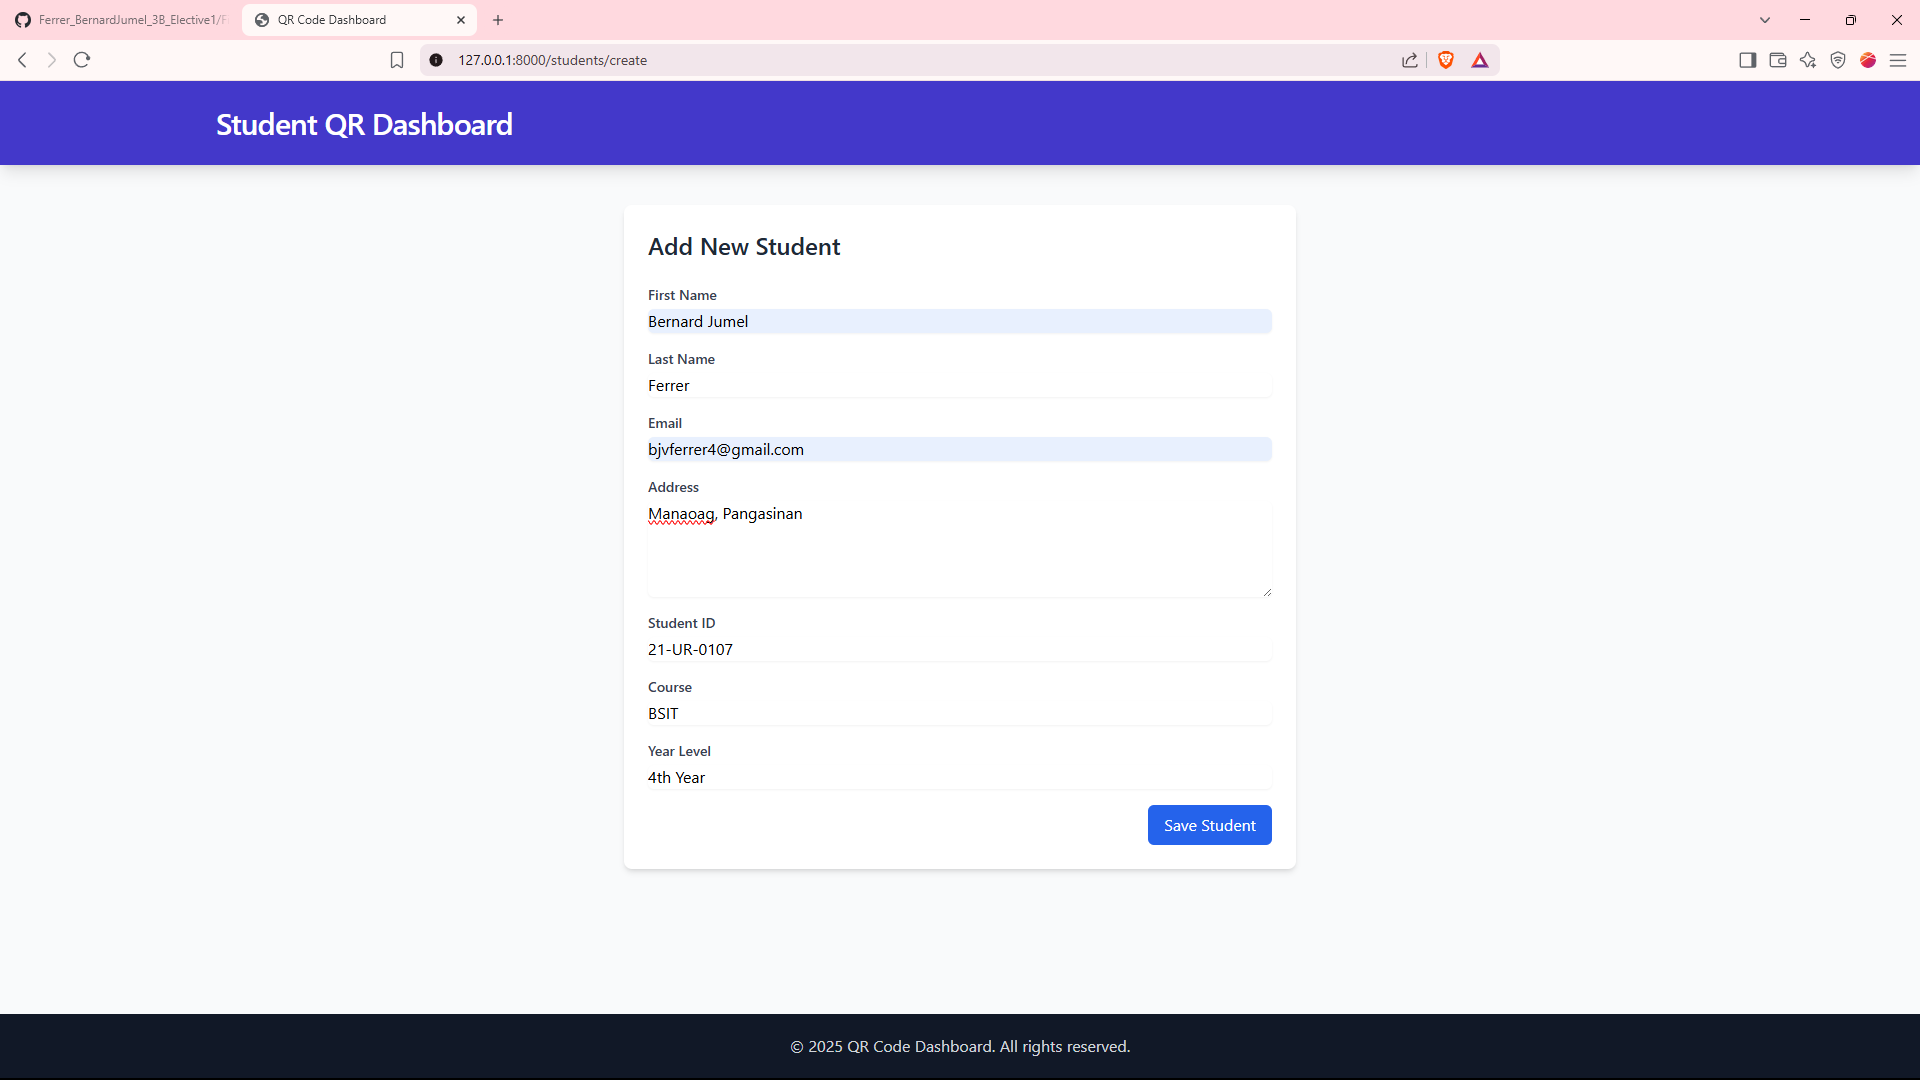 Ferrer_BernardJumel_3B_Elective1/F
QR Code Dashboard
127.0.0.1:8000/students/create
Student QR Dashboard
Add New Student
First Name
Bernard Jumel
Last Name
Ferrer
Email
bjvferrer4@gmail.com
Address
Manaoag, Pangasinan
Student ID
21-UR-0107
Course
BSIT
Year Level
4th Year
Save Student
© 2025 QR Code Dashboard. All rights reserved.